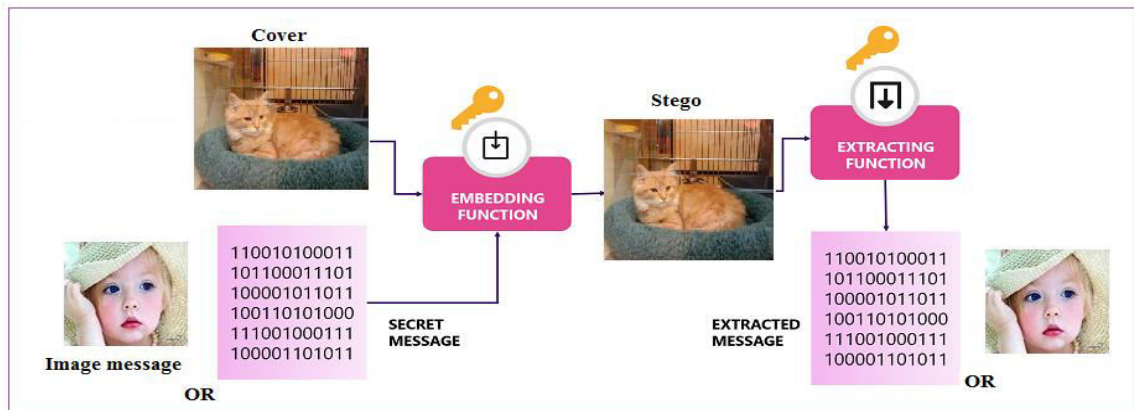 Cover
EMBEDDING
FUNCTION
Stego
EXTRACTING
FUNCTION
110010100011
101100011101
100001011011
100110101000
111001000111
100001101011
Image message
OR
SECRET
MESSAGE
EXTRACTED
MESSAGE
110010100011
101100011101
100001011011
100110101000
111001000111
100001101011
OR